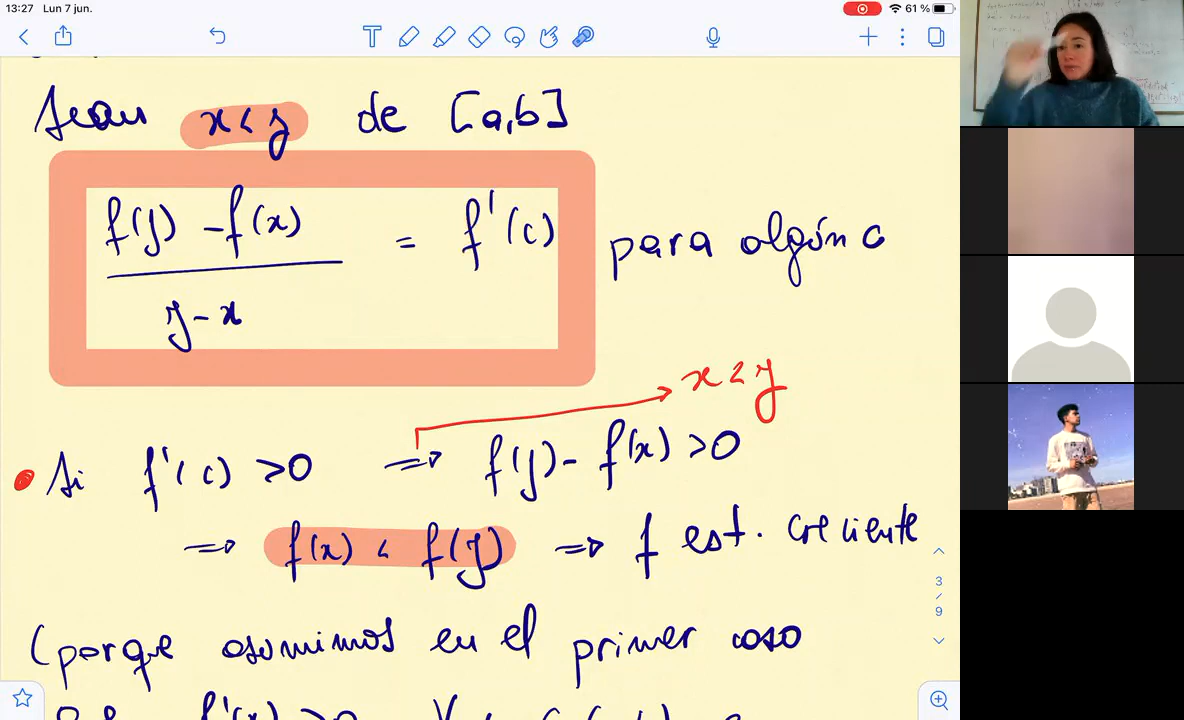 13:27 Lun 7 jun. 61 %
Sean x < y de [a,b]
f(y) - f(x)
= f'(c) para algún c
y - x
x < y
• Si f'(c) > 0 ⇒ f(y) - f(x) > 0
⇒ f(x) < f(y) ⇒ f est. creciente
3
/
9
(porque asumimos en el primer caso
f'(x) > 0 ∀